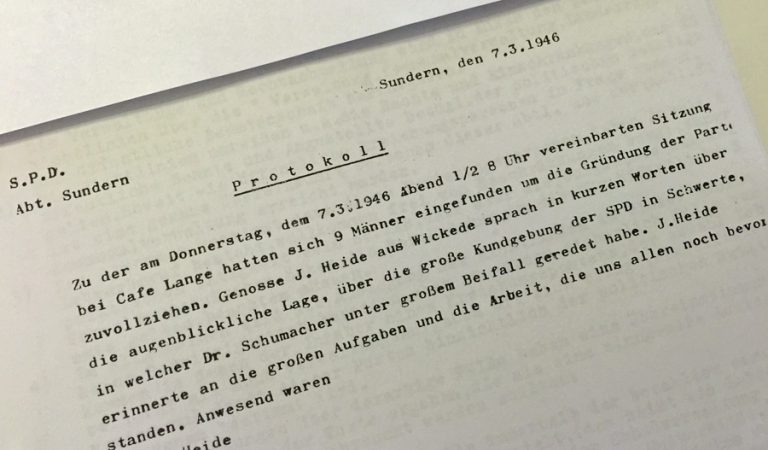 Sundern, den 7.3.1946
S.P.D.
Abt. Sundern
Protokoll
Zu der am Donnerstag, dem 7.3.1946 Abend 1/2 8 Uhr vereinbarten Sitzung
bei Cafe Lange hatten sich 9 Männer eingefunden um die Gründung der Parte
zuvollziehen. Genosse J. Heide aus Wickede sprach in kurzen Worten über
die augenblickliche Lage, über die große Kundgebung der SPD in Schwerte,
in welcher Dr. Schumacher unter großem Beifall geredet habe. J.Heide
erinnerte an die großen Aufgaben und die Arbeit, die uns allen noch bevor
standen. Anwesend waren
Heide